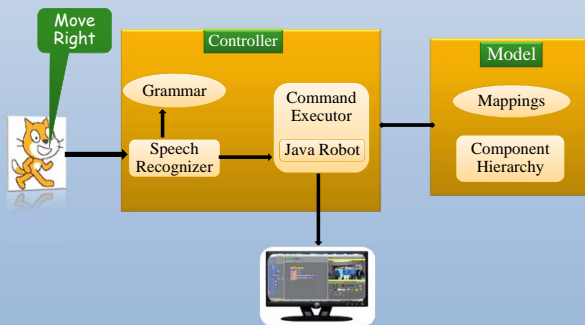 Move
Right
Controller
Model
Grammar
Command
Executor
Mappings
Speech
Recognizer
Java Robot
Component
Hierarchy